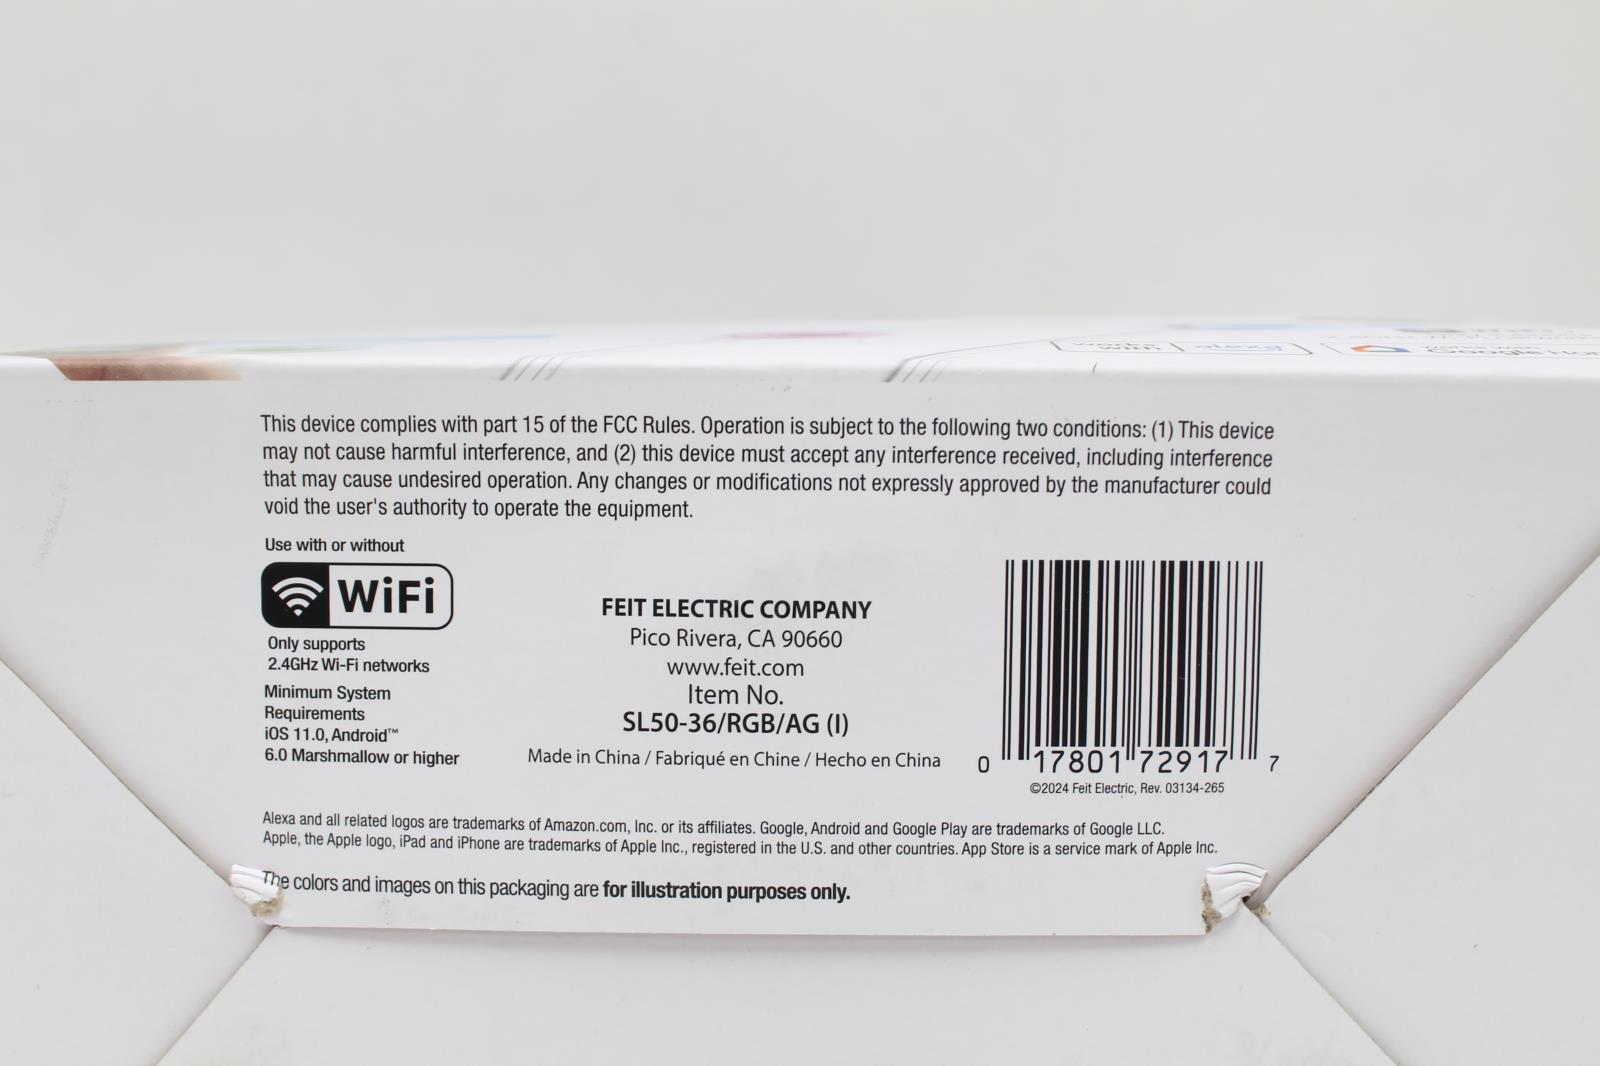 works with alexa
works with Google Home
This device complies with part 15 of the FCC Rules. Operation is subject to the following two conditions: (1) This device
may not cause harmful interference, and (2) this device must accept any interference received, including interference
that may cause undesired operation. Any changes or modifications not expressly approved by the manufacturer could
void the user's authority to operate the equipment.
Use with or without
WiFi
Only supports
2.4GHz Wi-Fi networks
Minimum System
Requirements
iOS 11.0, Android™
6.0 Marshmallow or higher
FEIT ELECTRIC COMPANY
Pico Rivera, CA 90660
www.feit.com
Item No.
SL50-36/RGB/AG (I)
Made in China / Fabriqué en Chine / Hecho en China
0 17801 72917 7
©2024 Feit Electric, Rev. 03134-265
Alexa and all related logos are trademarks of Amazon.com, Inc. or its affiliates. Google, Android and Google Play are trademarks of Google LLC.
Apple, the Apple logo, iPad and iPhone are trademarks of Apple Inc., registered in the U.S. and other countries. App Store is a service mark of Apple Inc.
The colors and images on this packaging are for illustration purposes only.